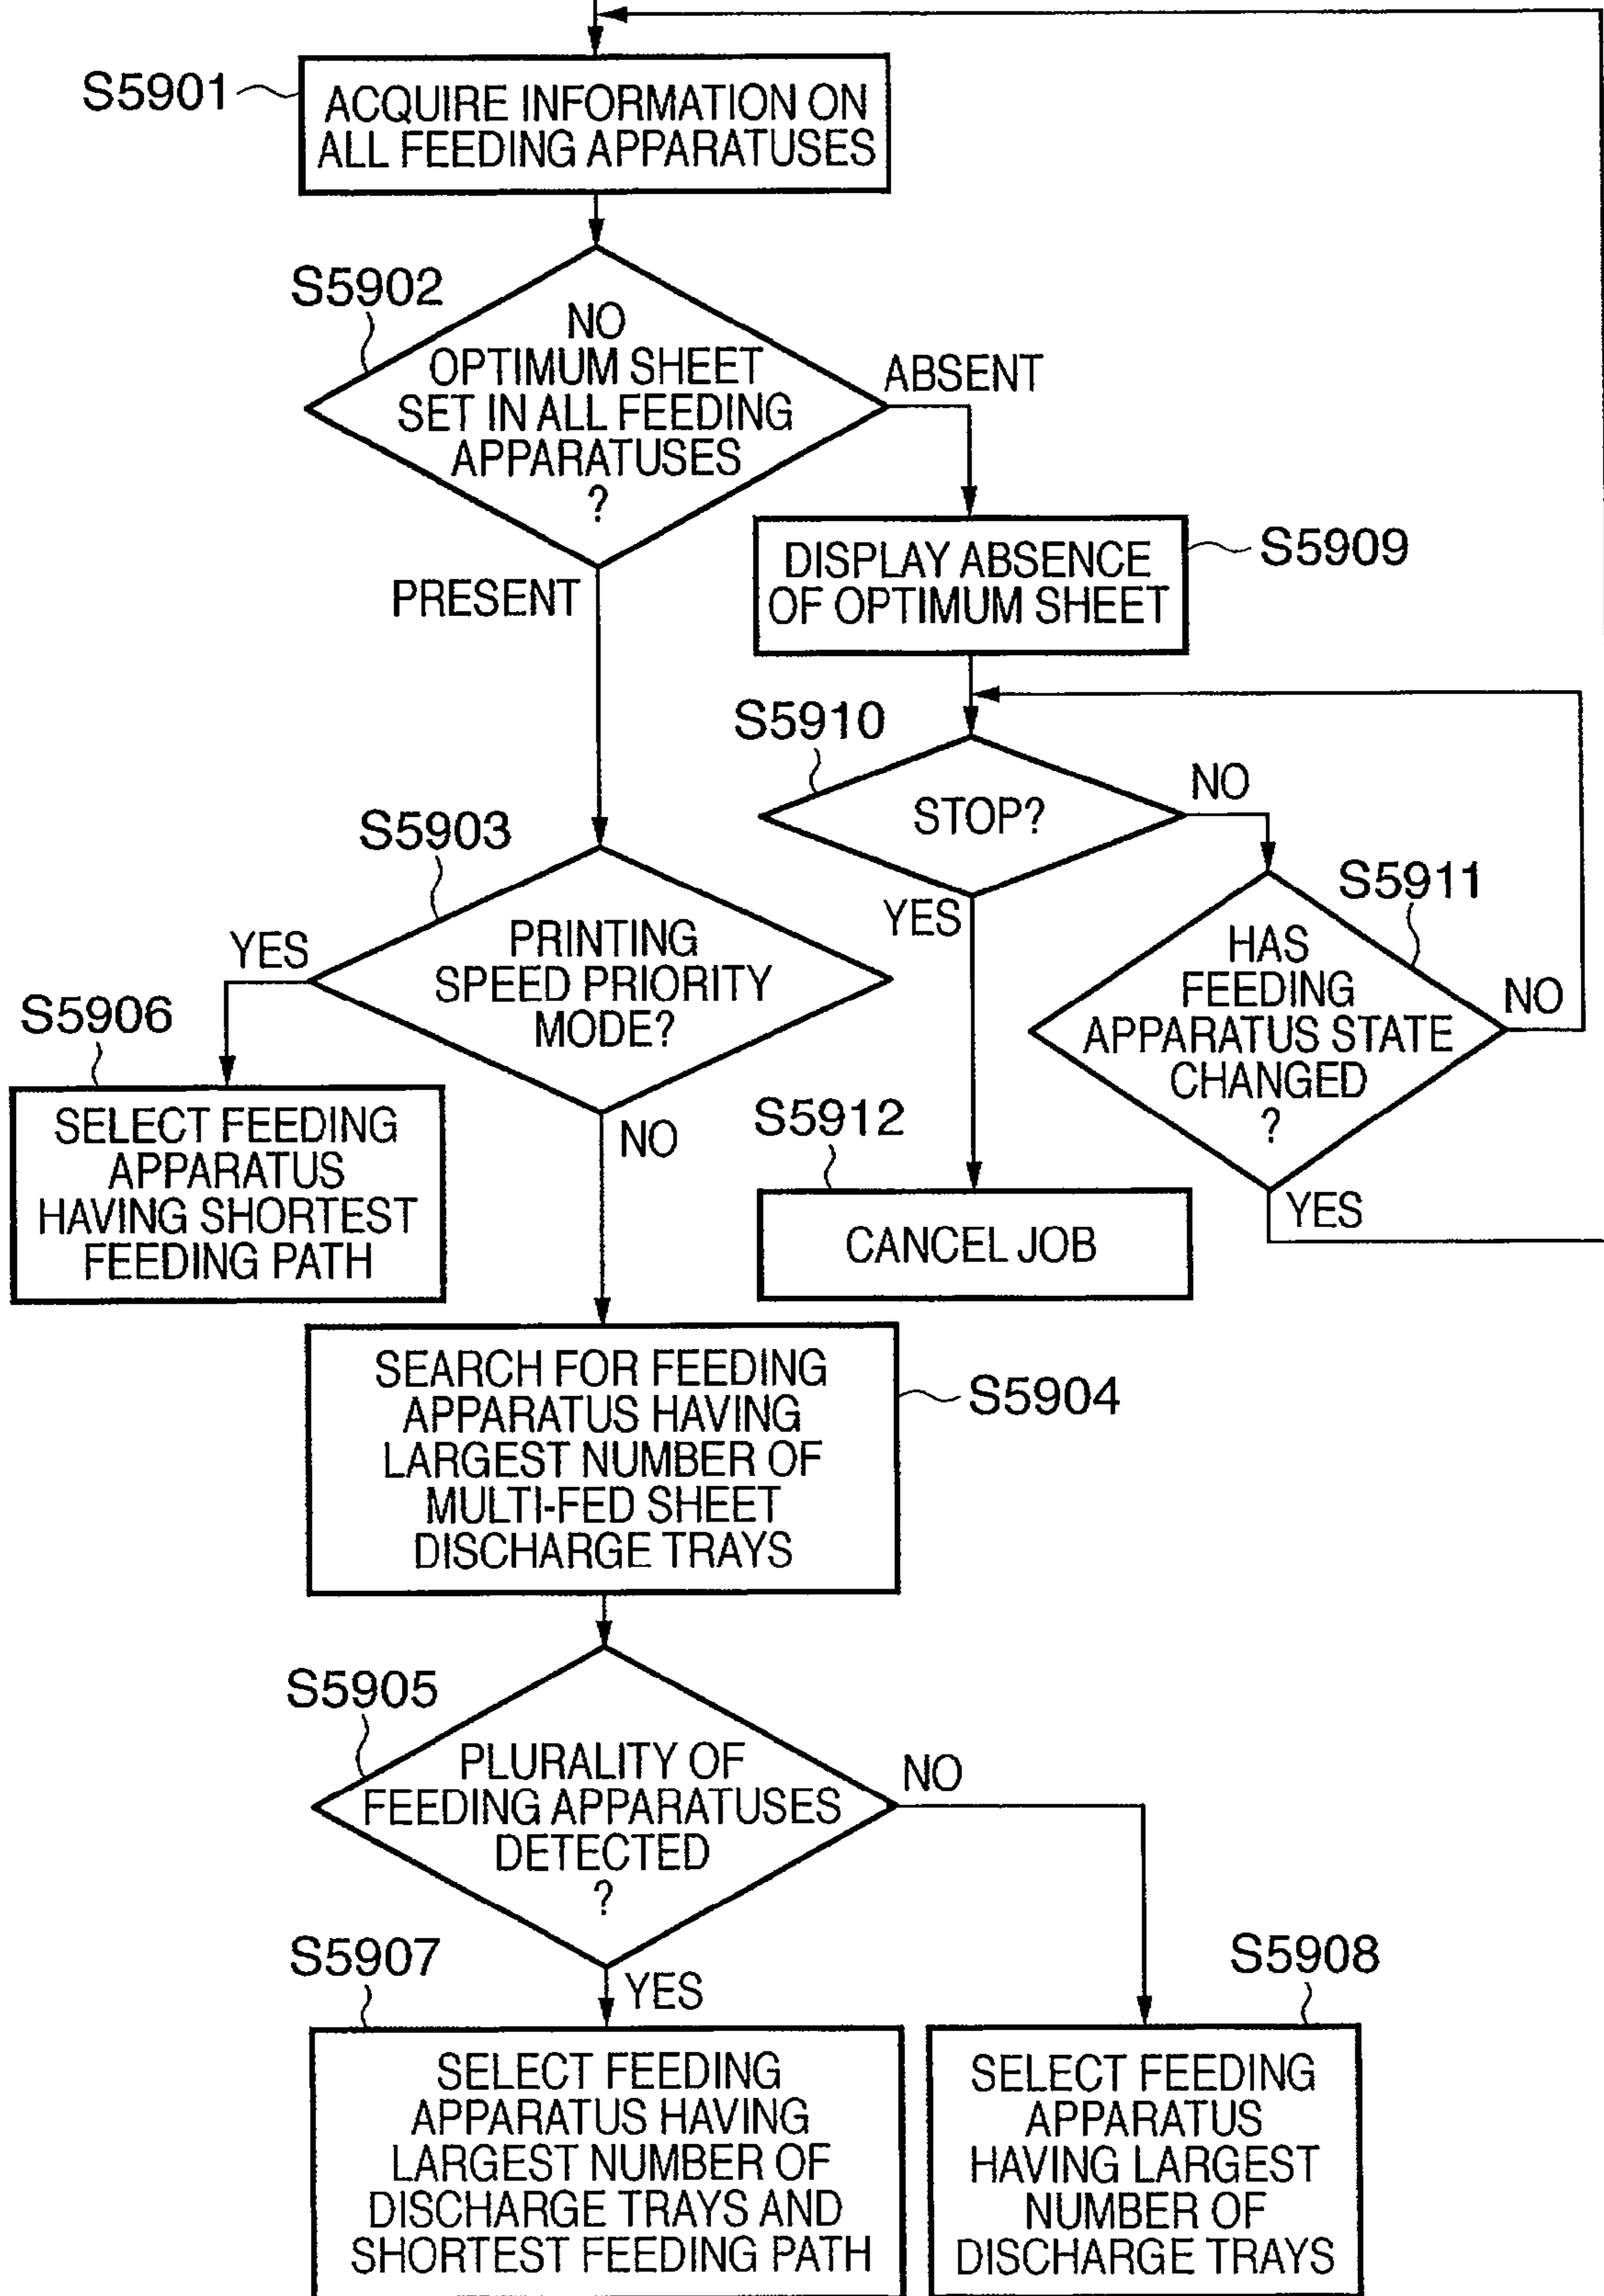 S5901
ACQUIRE INFORMATION ON
ALL FEEDING APPARATUSES
S5902
NO
OPTIMUM SHEET
SET IN ALL FEEDING
APPARATUSES
?
ABSENT
PRESENT
DISPLAY ABSENCE
OF OPTIMUM SHEET
S5909
S5910
STOP?
NO
YES
S5911
HAS
FEEDING
APPARATUS STATE
CHANGED
?
NO
YES
S5903
PRINTING
SPEED PRIORITY
MODE?
YES
NO
S5906
SELECT FEEDING
APPARATUS
HAVING SHORTEST
FEEDING PATH
S5912
CANCEL JOB
SEARCH FOR FEEDING
APPARATUS HAVING
LARGEST NUMBER OF
MULTI-FED SHEET
DISCHARGE TRAYS
S5904
S5905
PLURALITY OF
FEEDING APPARATUSES
DETECTED
?
NO
YES
S5907
SELECT FEEDING
APPARATUS HAVING
LARGEST NUMBER OF
DISCHARGE TRAYS AND
SHORTEST FEEDING PATH
S5908
SELECT FEEDING
APPARATUS
HAVING LARGEST
NUMBER OF
DISCHARGE TRAYS